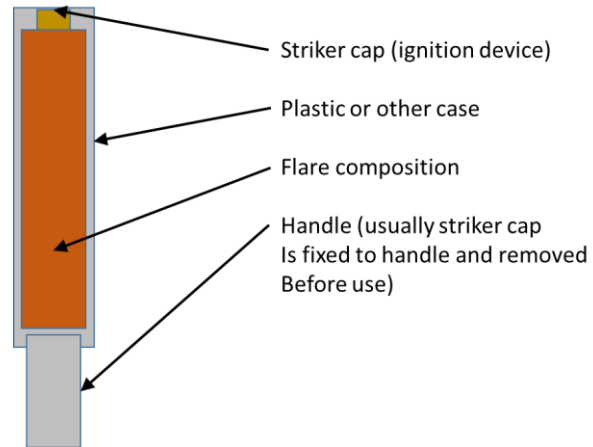 Striker cap (ignition device)
Plastic or other case
Flare composition
Handle (usually striker cap
Is fixed to handle and removed
Before use)